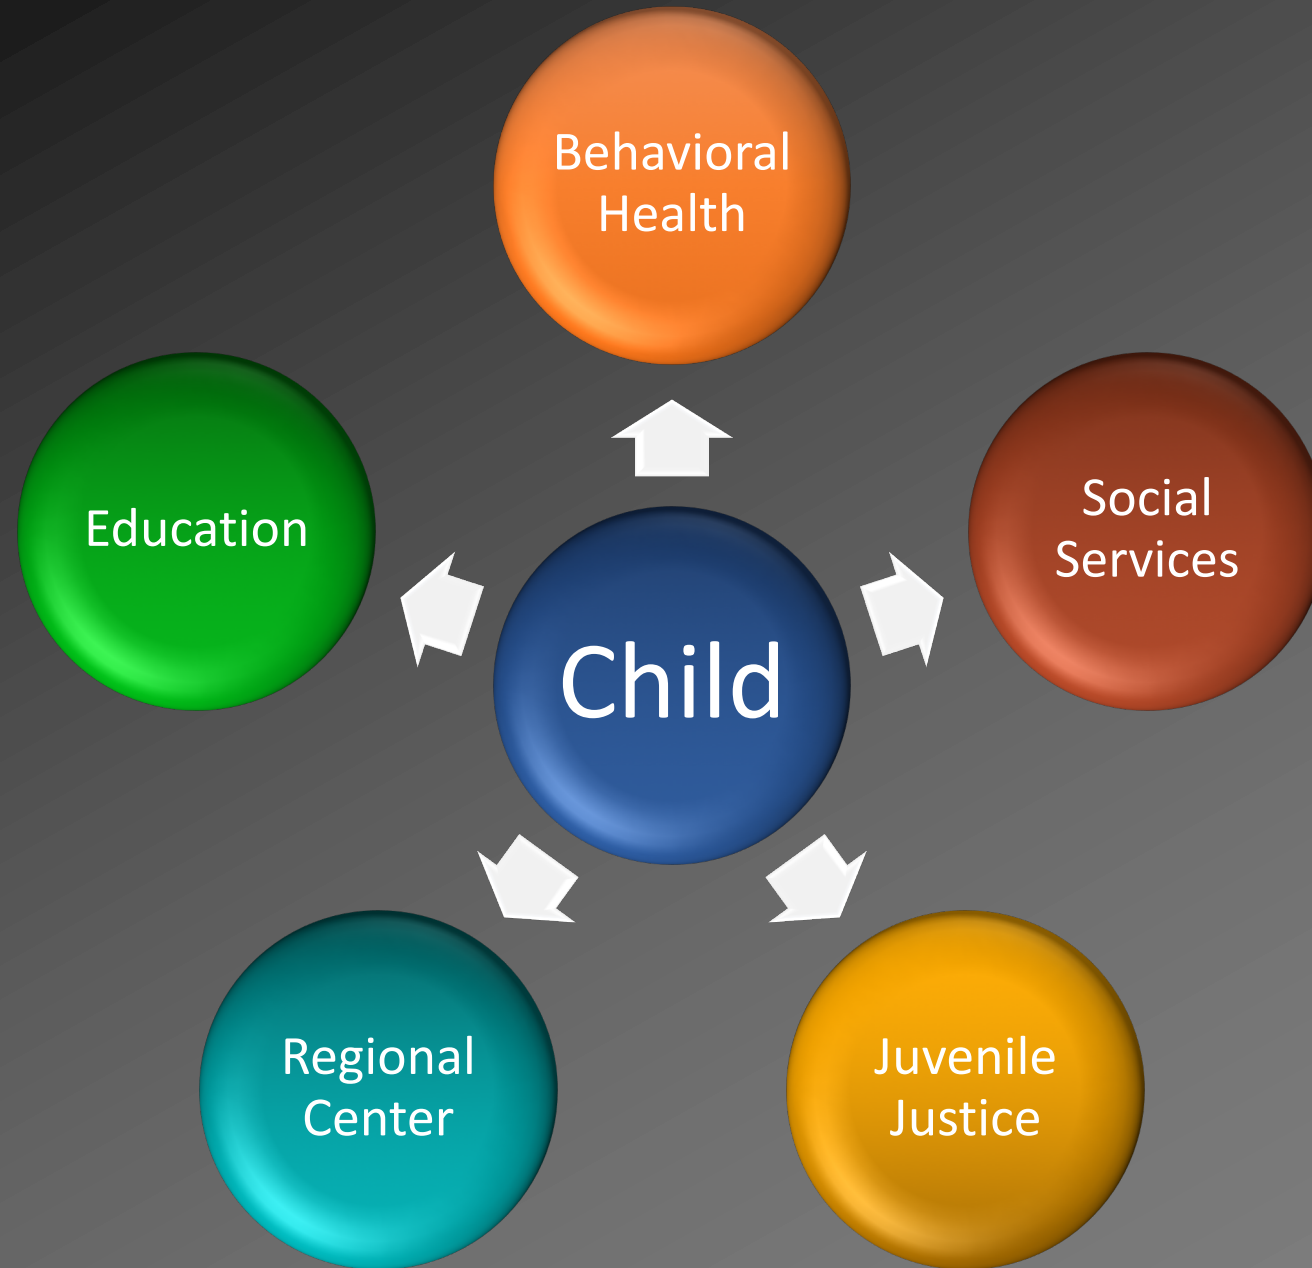 Behavioral
Health
Education
Social
Services
Child
Regional
Center
Juvenile
Justice